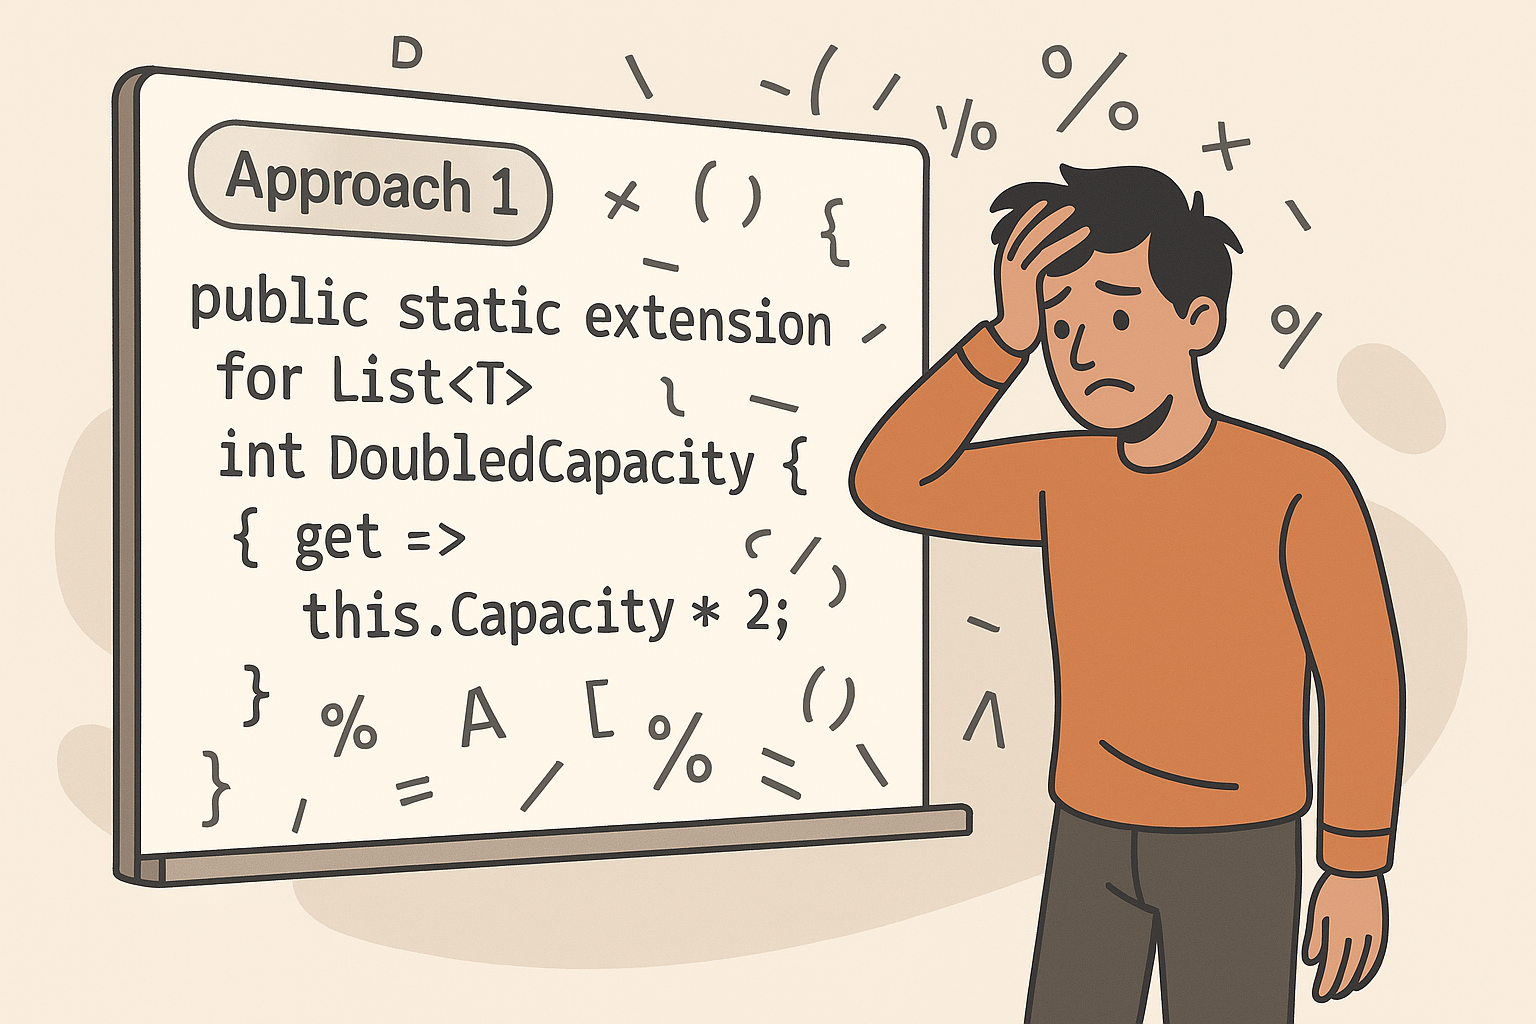 D
Approach 1
public static extension
for List<T>
int DoubledCapacity {
{ get =>
this.Capacity * 2;
}
}